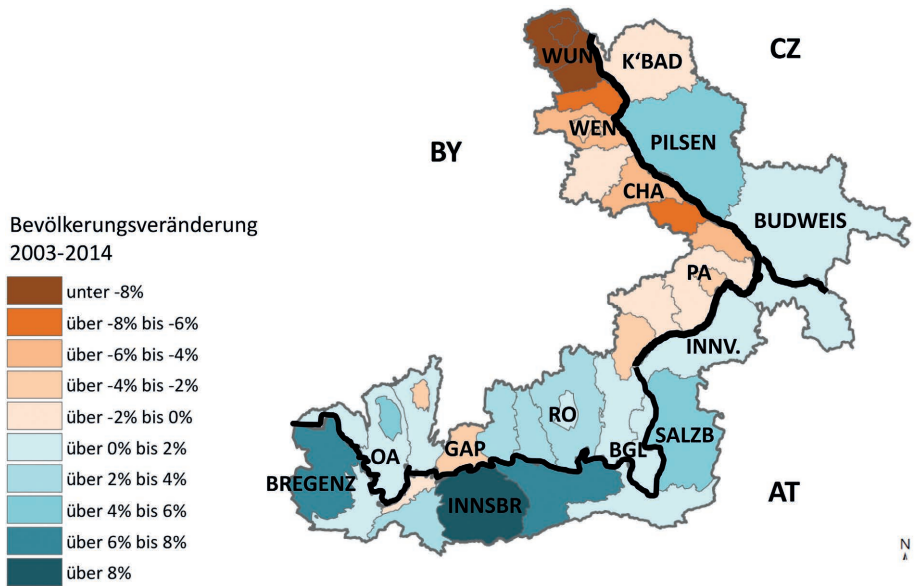 CZ
WUN
K'BAD
WEN
PILSEN
BY
CHA
BUDWEIS
Bevölkerungsveränderung
2003-2014
unter -8%
über -8% bis -6%
über -6% bis -4%
über -4% bis -2%
über -2% bis 0%
über 0% bis 2%
über 2% bis 4%
über 4% bis 6%
über 6% bis 8%
über 8%
PA
INNV.
RO
SALZB
OA
GAP
BGL
BREGENZ
INNSBR
AT
N